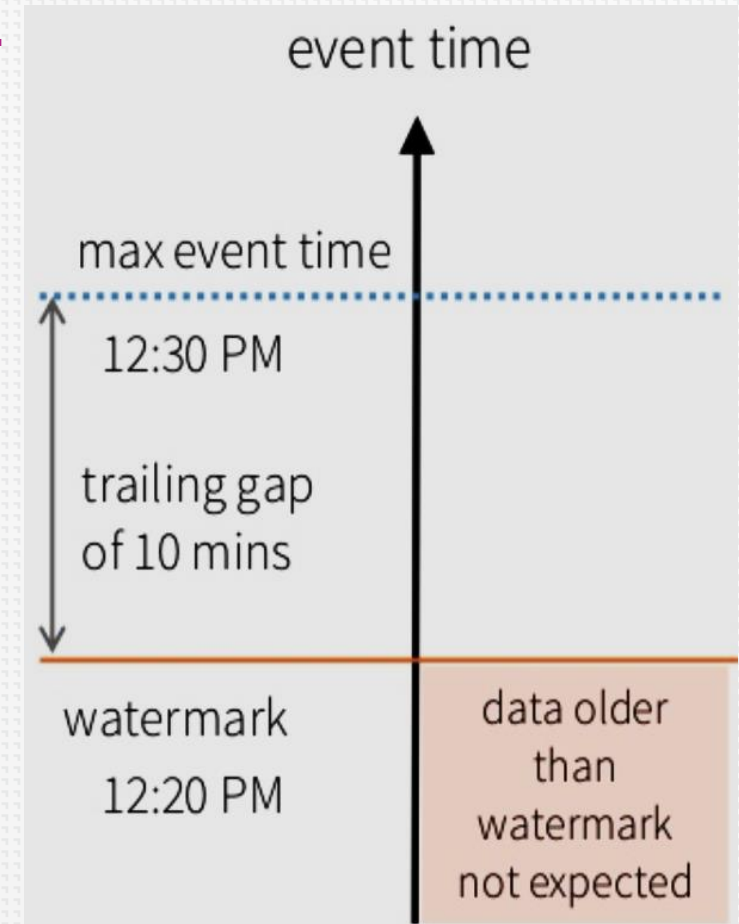 event time
max event time
12:30 PM
trailing gap
of 10 mins
watermark
12:20 PM
data older
than
watermark
not expected